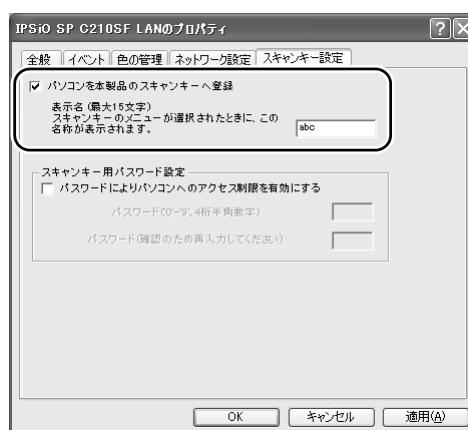 IPSiO SP C210SF LANのプロパティ
全般 イベント 色の管理 ネットワーク設定 スキャンキー設定
パソコンを本製品のスキャンキーへ登録
表示名(最大15文字)
スキャンキーのメニューが選択されたときに、この
名称が表示されます。
abc
スキャンキー用パスワード設定
パスワードによりパソコンへのアクセス制限を有効にする
パスワード('0'-'9', 4桁半角数字)
パスワード(確認のため再入力してください)
OK キャンセル 適用(A)